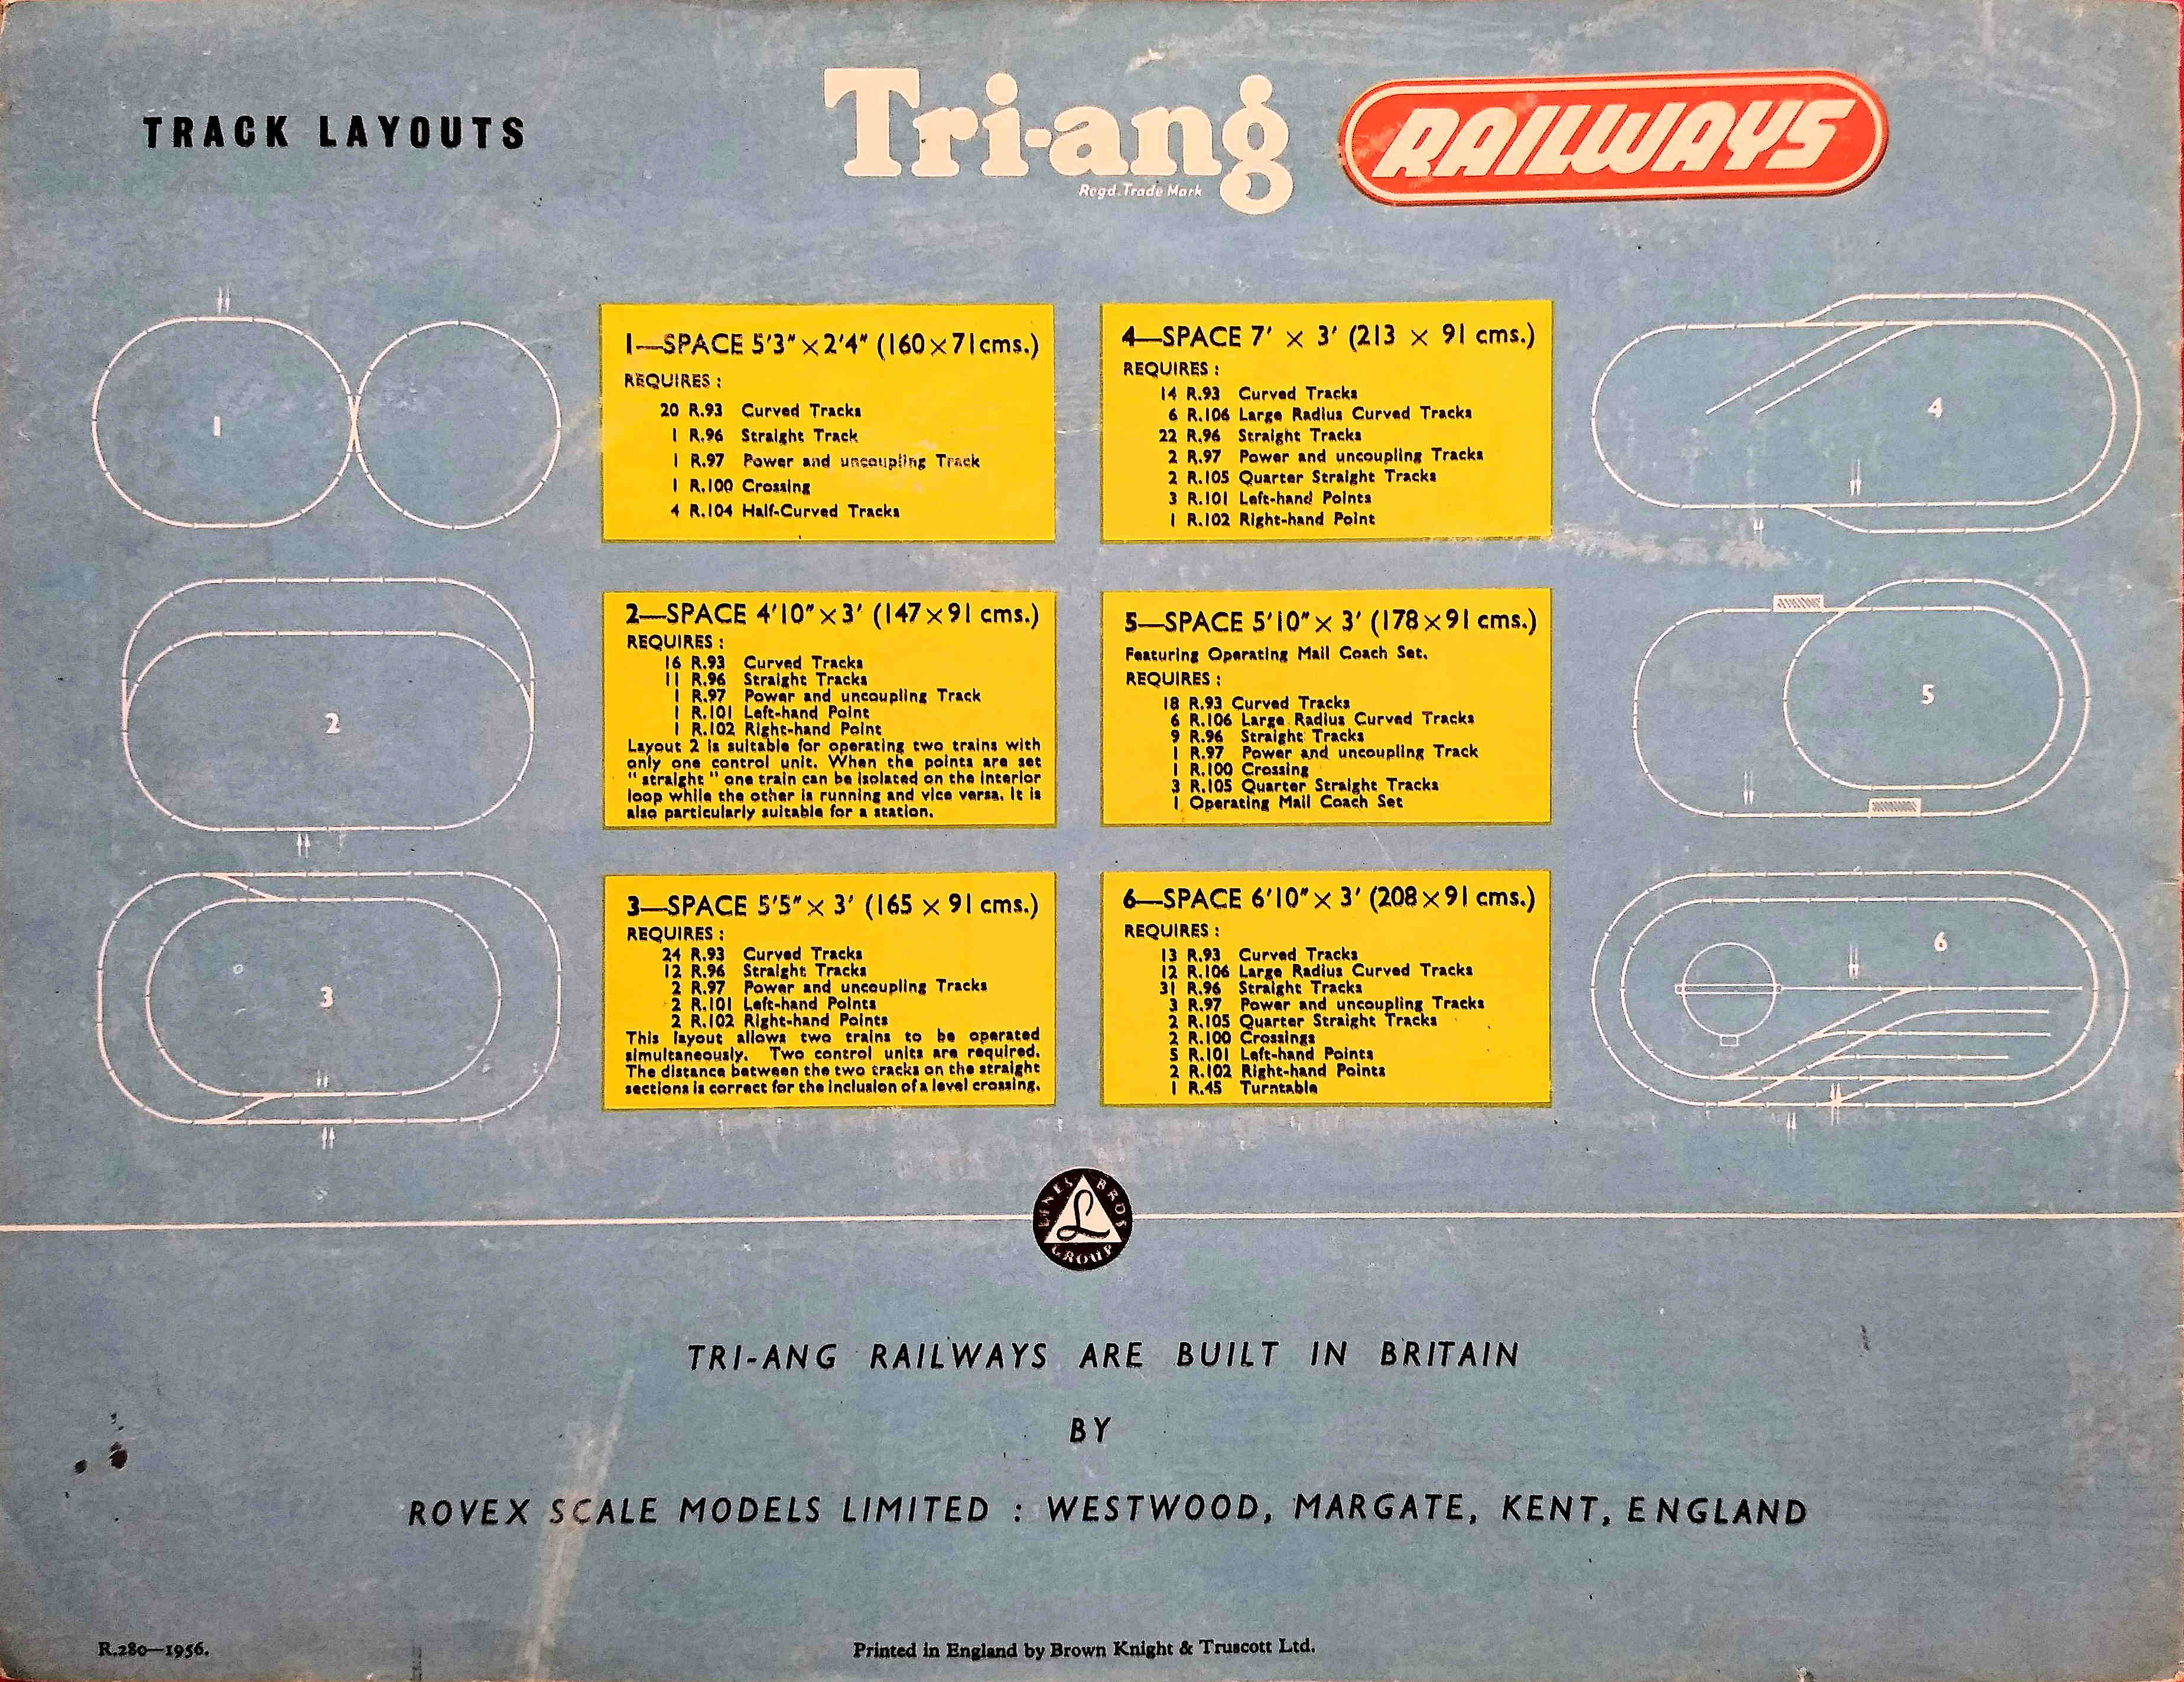 TRACK LAYOUTS
Tri-ang
Regd. Trade Mark
RAILWAYS
1
1—SPACE 5'3" × 2'4" (160 × 71 cms.)
REQUIRES :
20 R.93 Curved Tracks
1 R.96 Straight Track
1 R.97 Power and uncoupling Track
1 R.100 Crossing
4 R.104 Half-Curved Tracks
2
2—SPACE 4'10" × 3' (147 × 91 cms.)
REQUIRES :
16 R.93 Curved Tracks
11 R.96 Straight Tracks
1 R.97 Power and uncoupling Track
1 R.101 Left-hand Point
1 R.102 Right-hand Point
Layout 2 is suitable for operating two trains with
only one control unit. When the points are set
" straight " one train can be isolated on the interior
loop while the other is running and vice versa. It is
also particularly suitable for a station.
3
3—SPACE 5'5" × 3' (165 × 91 cms.)
REQUIRES :
24 R.93 Curved Tracks
12 R.96 Straight Tracks
2 R.97 Power and uncoupling Tracks
2 R.101 Left-hand Points
2 R.102 Right-hand Points
This layout allows two trains to be operated
simultaneously. Two control units are required.
The distance between the two tracks on the straight
sections is correct for the inclusion of a level crossing.
4—SPACE 7' × 3' (213 × 91 cms.)
REQUIRES :
14 R.93 Curved Tracks
6 R.106 Large Radius Curved Tracks
22 R.96 Straight Tracks
2 R.97 Power and uncoupling Tracks
2 R.105 Quarter Straight Tracks
3 R.101 Left-hand Points
1 R.102 Right-hand Point
4
5—SPACE 5'10" × 3' (178 × 91 cms.)
Featuring Operating Mail Coach Set.
REQUIRES :
18 R.93 Curved Tracks
6 R.106 Large Radius Curved Tracks
9 R.96 Straight Tracks
1 R.97 Power and uncoupling Track
1 R.100 Crossing
3 R.105 Quarter Straight Tracks
1 Operating Mail Coach Set
5
6—SPACE 6'10" × 3' (208 × 91 cms.)
REQUIRES :
13 R.93 Curved Tracks
12 R.106 Large Radius Curved Tracks
31 R.96 Straight Tracks
3 R.97 Power and uncoupling Tracks
2 R.105 Quarter Straight Tracks
2 R.100 Crossings
5 R.101 Left-hand Points
2 R.102 Right-hand Points
1 R.45 Turntable
6
LINES BROS
L
GROUP
TRI-ANG RAILWAYS ARE BUILT IN BRITAIN
BY
ROVEX SCALE MODELS LIMITED : WESTWOOD, MARGATE, KENT, ENGLAND
R.280—1956.
Printed in England by Brown Knight & Truscott Ltd.